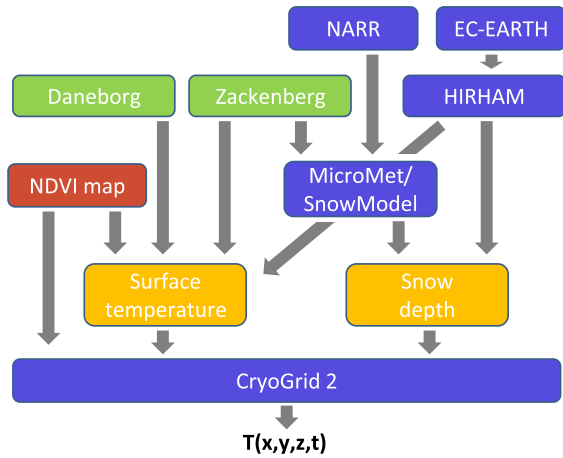 NARR
EC-EARTH
Daneborg
Zackenberg
HIRHAM
NDVI map
MicroMet/
SnowModel
Surface
temperature
Snow
depth
CryoGrid 2
T(x,y,z,t)